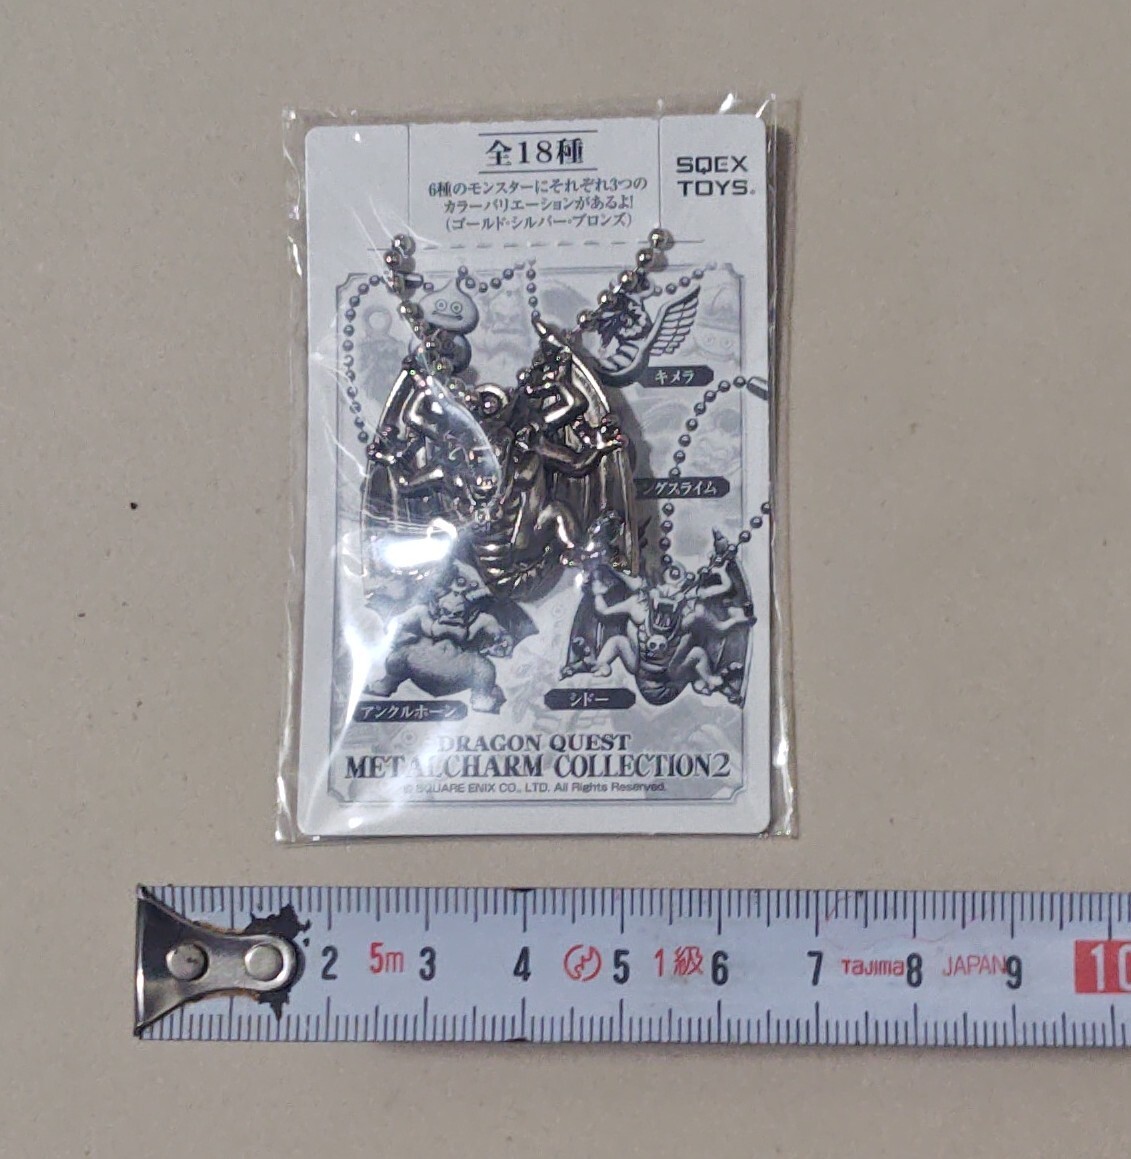 全18種
6種のモンスターにそれぞれ3つの
カラーバリエーションがあるよ!
(ゴールド・シルバー・ブロンズ)
SQEX
TOYS
キメラ
ングスライム
アンクルホーン
シドー
DRAGON QUEST
METALCHARM COLLECTION2
© SQUARE ENIX CO., LTD. All Rights Reserved.
2 5m 3 4 5 1級 6 7 Tajima 8 JAPAN 9 10